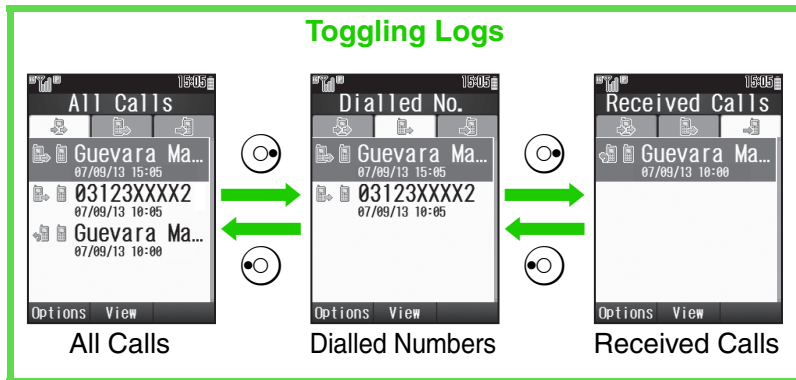 Toggling Logs
15:05
All Calls
Guevara Ma...
07/09/13 15:05
03123XXXX2
07/09/13 10:05
Guevara Ma...
07/09/13 10:00
Options View
All Calls
15:05
Dialled No.
Guevara Ma...
07/09/13 15:05
03123XXXX2
07/09/13 10:05
Options View
Dialled Numbers
15:05
Received Calls
Guevara Ma...
07/09/13 10:00
Options View
Received Calls